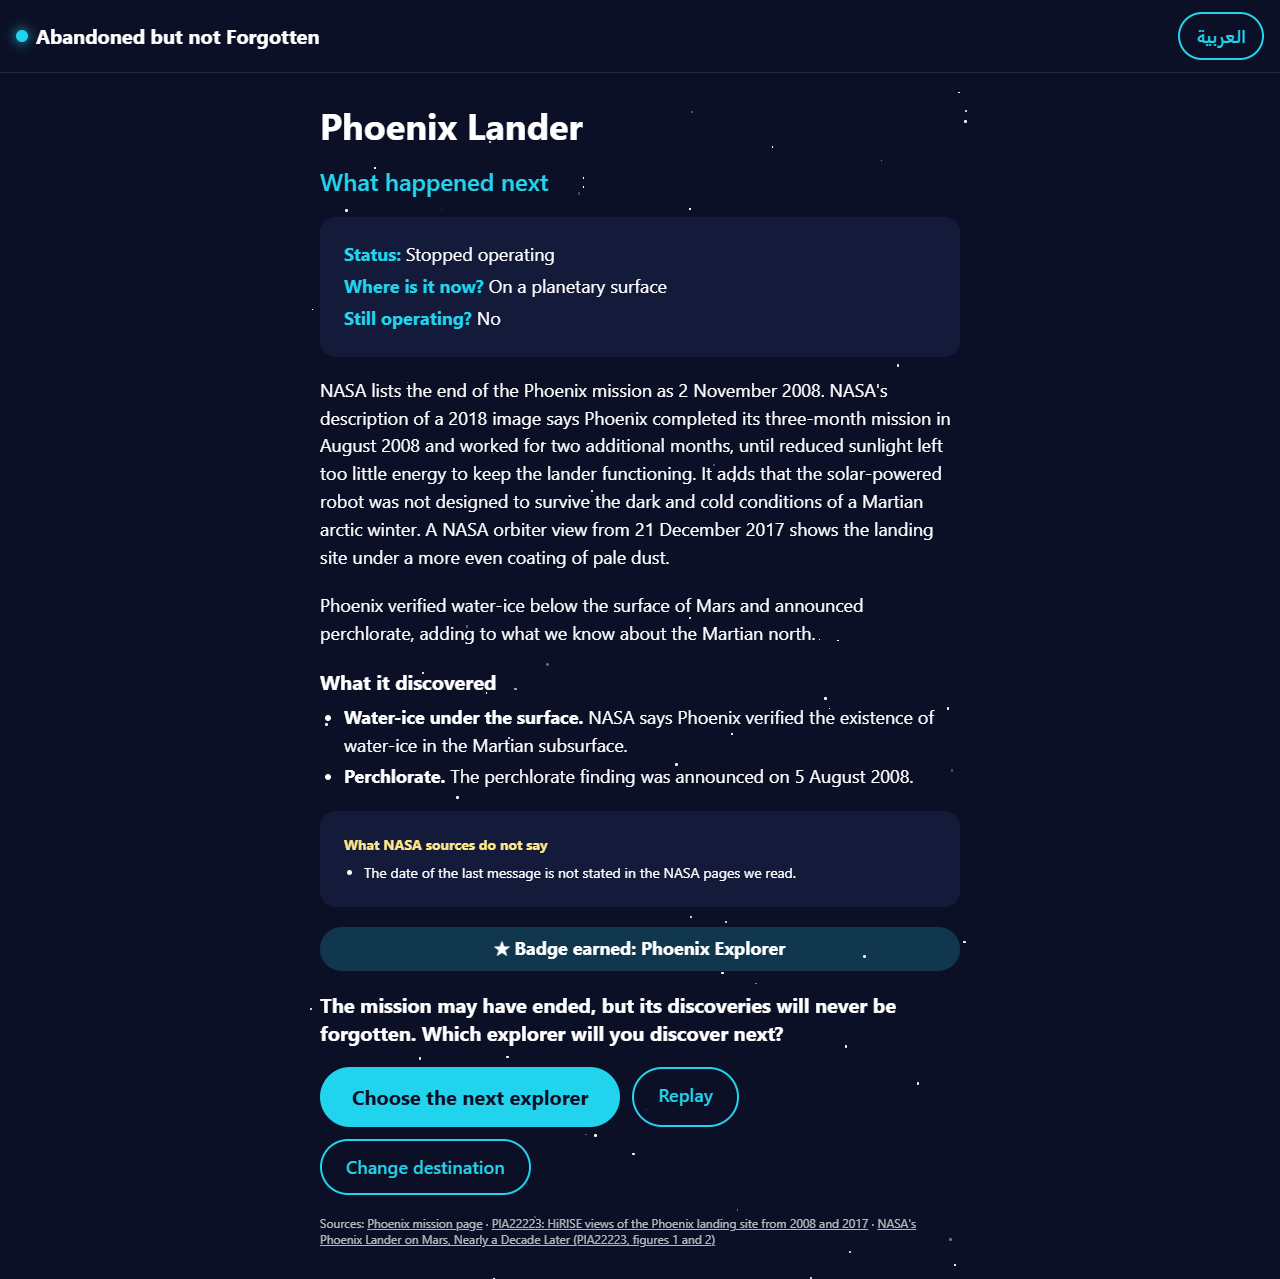 Abandoned but not Forgotten
العربية
Phoenix Lander
What happened next
Status: Stopped operating
Where is it now? On a planetary surface
Still operating? No
NASA lists the end of the Phoenix mission as 2 November 2008. NASA's
description of a 2018 image says Phoenix completed its three-month mission in
August 2008 and worked for two additional months, until reduced sunlight left
too little energy to keep the lander functioning. It adds that the solar-powered
robot was not designed to survive the dark and cold conditions of a Martian
arctic winter. A NASA orbiter view from 21 December 2017 shows the landing
site under a more even coating of pale dust.
Phoenix verified water-ice below the surface of Mars and announced
perchlorate, adding to what we know about the Martian north.
What it discovered
• Water-ice under the surface. NASA says Phoenix verified the existence of
water-ice in the Martian subsurface.
• Perchlorate. The perchlorate finding was announced on 5 August 2008.
What NASA sources do not say
• The date of the last message is not stated in the NASA pages we read.
★ Badge earned: Phoenix Explorer
The mission may have ended, but its discoveries will never be
forgotten. Which explorer will you discover next?
Choose the next explorer
Replay
Change destination
Sources: Phoenix mission page · PIA22223: HiRISE views of the Phoenix landing site from 2008 and 2017 · NASA's
Phoenix Lander on Mars, Nearly a Decade Later (PIA22223, figures 1 and 2)